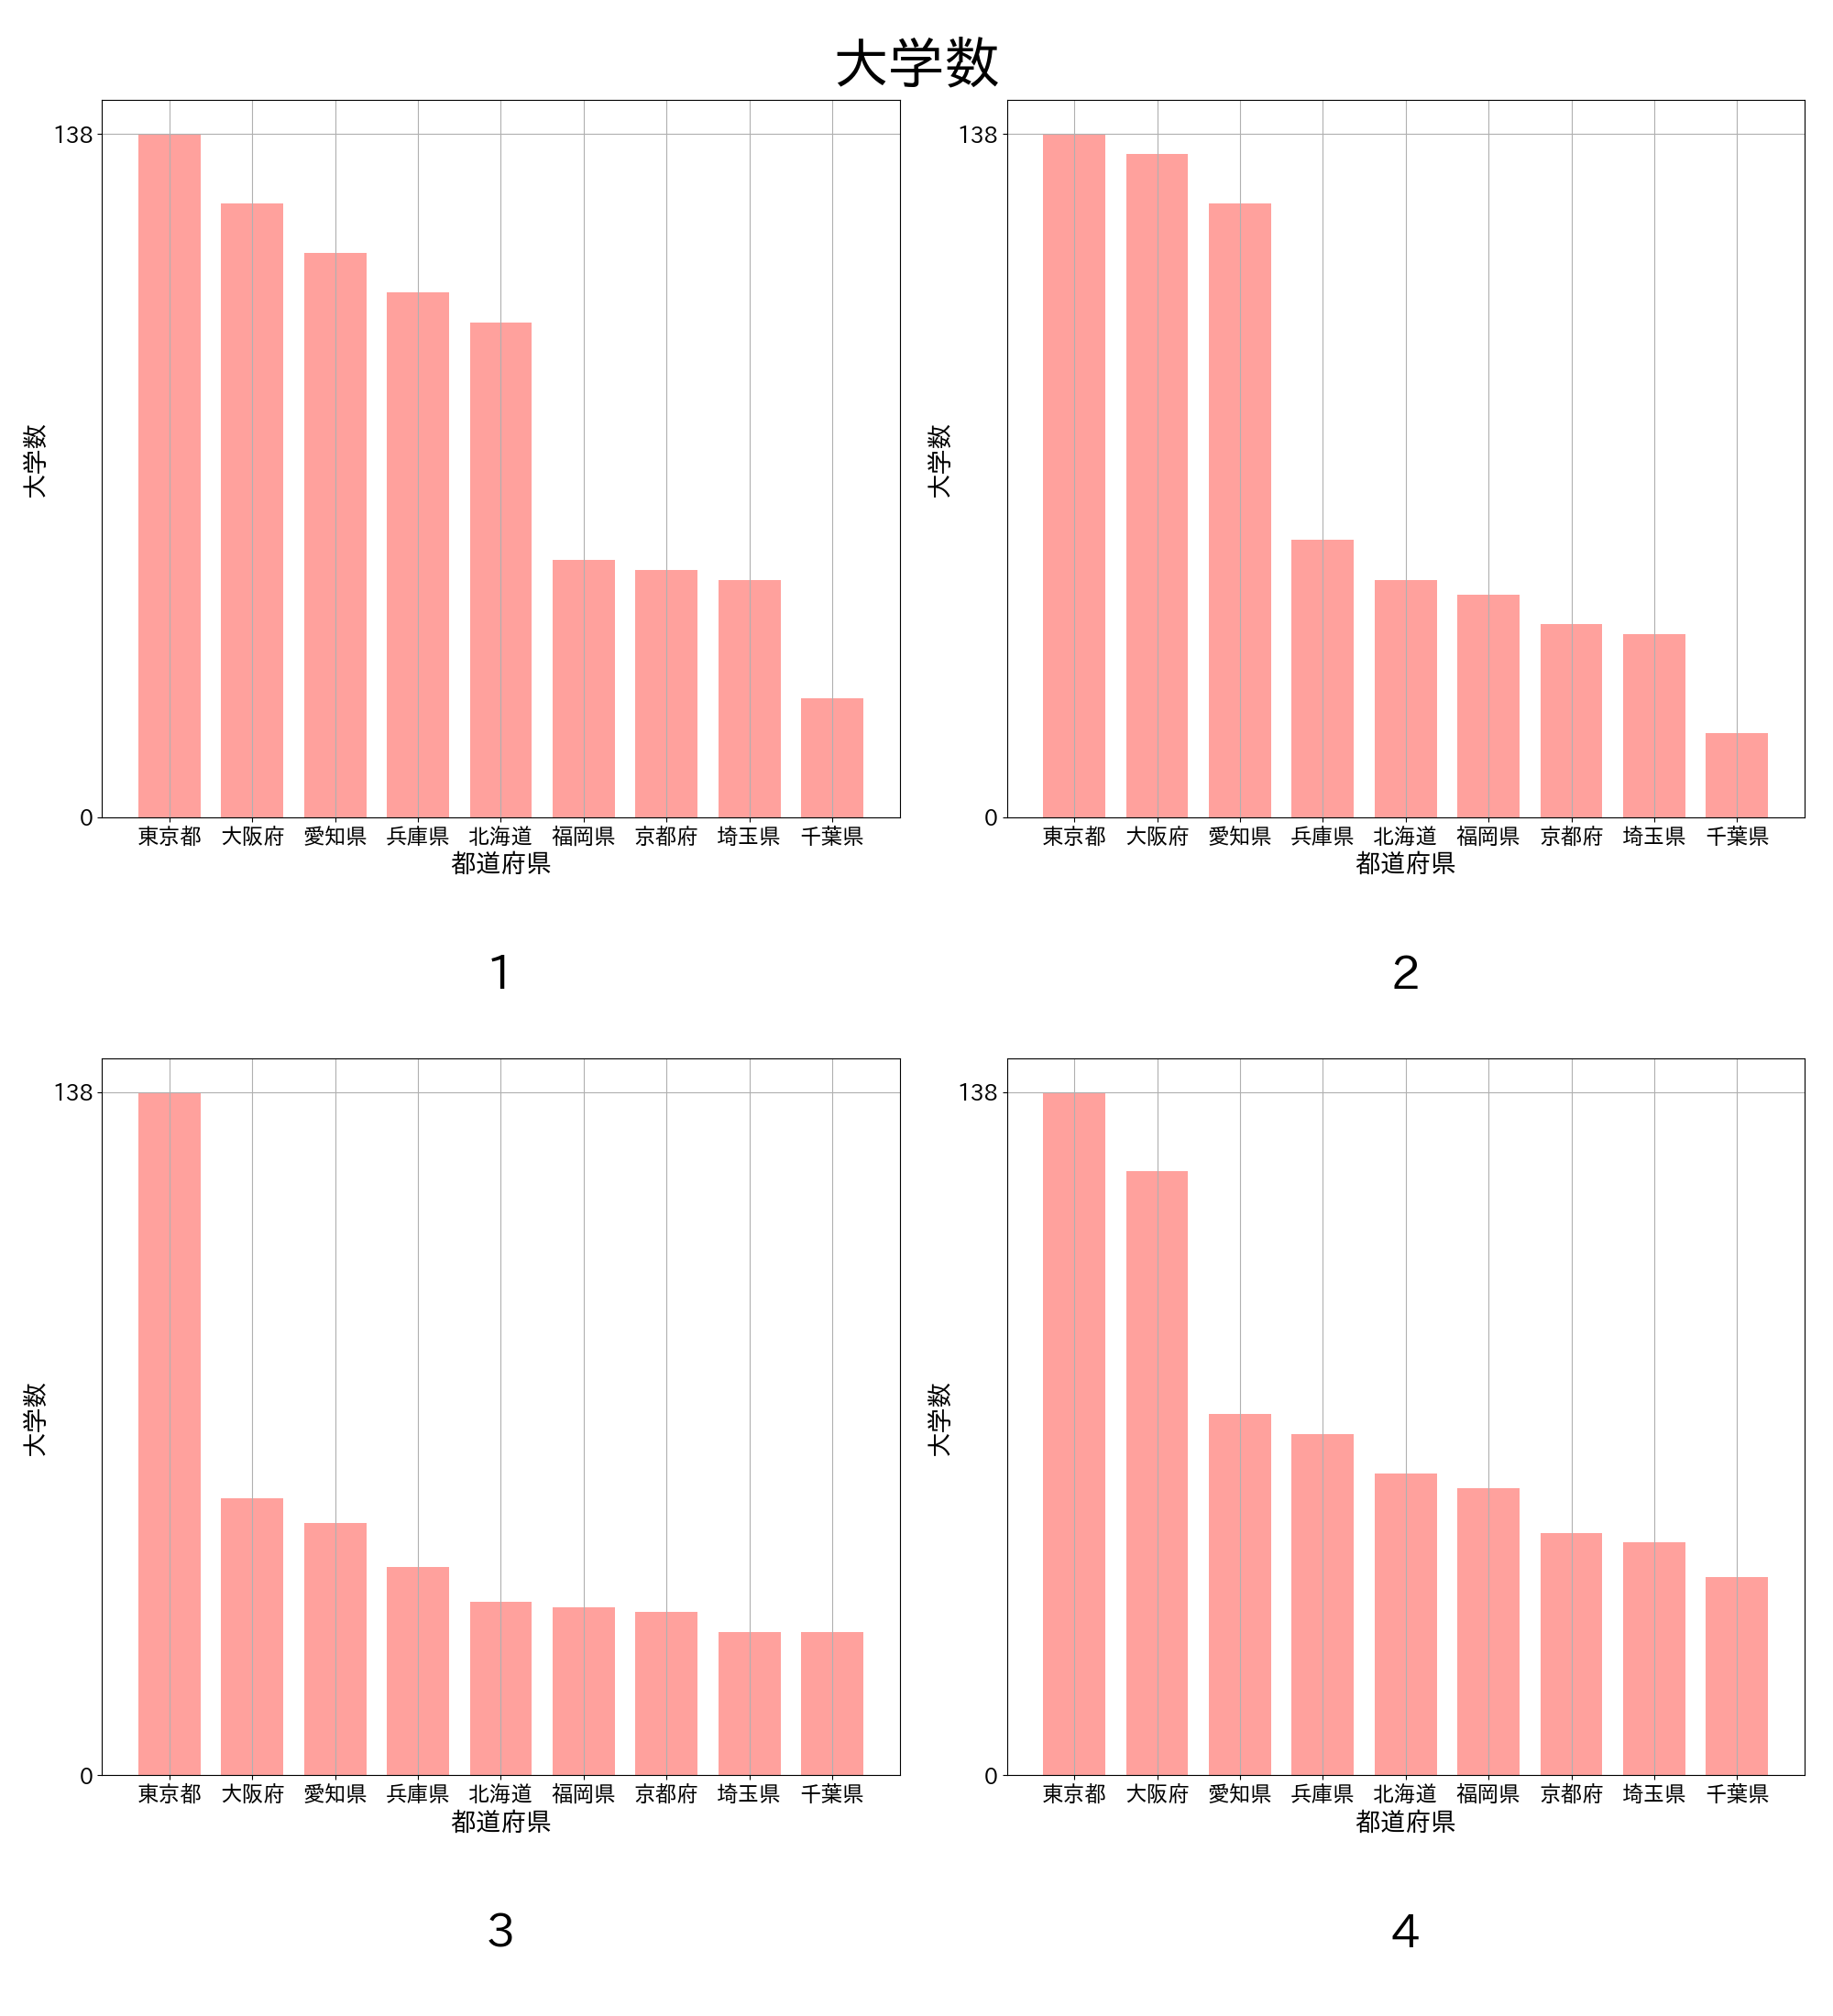 大学数
138
0
大学数
東京都 大阪府 愛知県 兵庫県 北海道 福岡県 京都府 埼玉県 千葉県
都道府県
1
138
0
大学数
東京都 大阪府 愛知県 兵庫県 北海道 福岡県 京都府 埼玉県 千葉県
都道府県
2
138
0
大学数
東京都 大阪府 愛知県 兵庫県 北海道 福岡県 京都府 埼玉県 千葉県
都道府県
3
138
0
大学数
東京都 大阪府 愛知県 兵庫県 北海道 福岡県 京都府 埼玉県 千葉県
都道府県
4